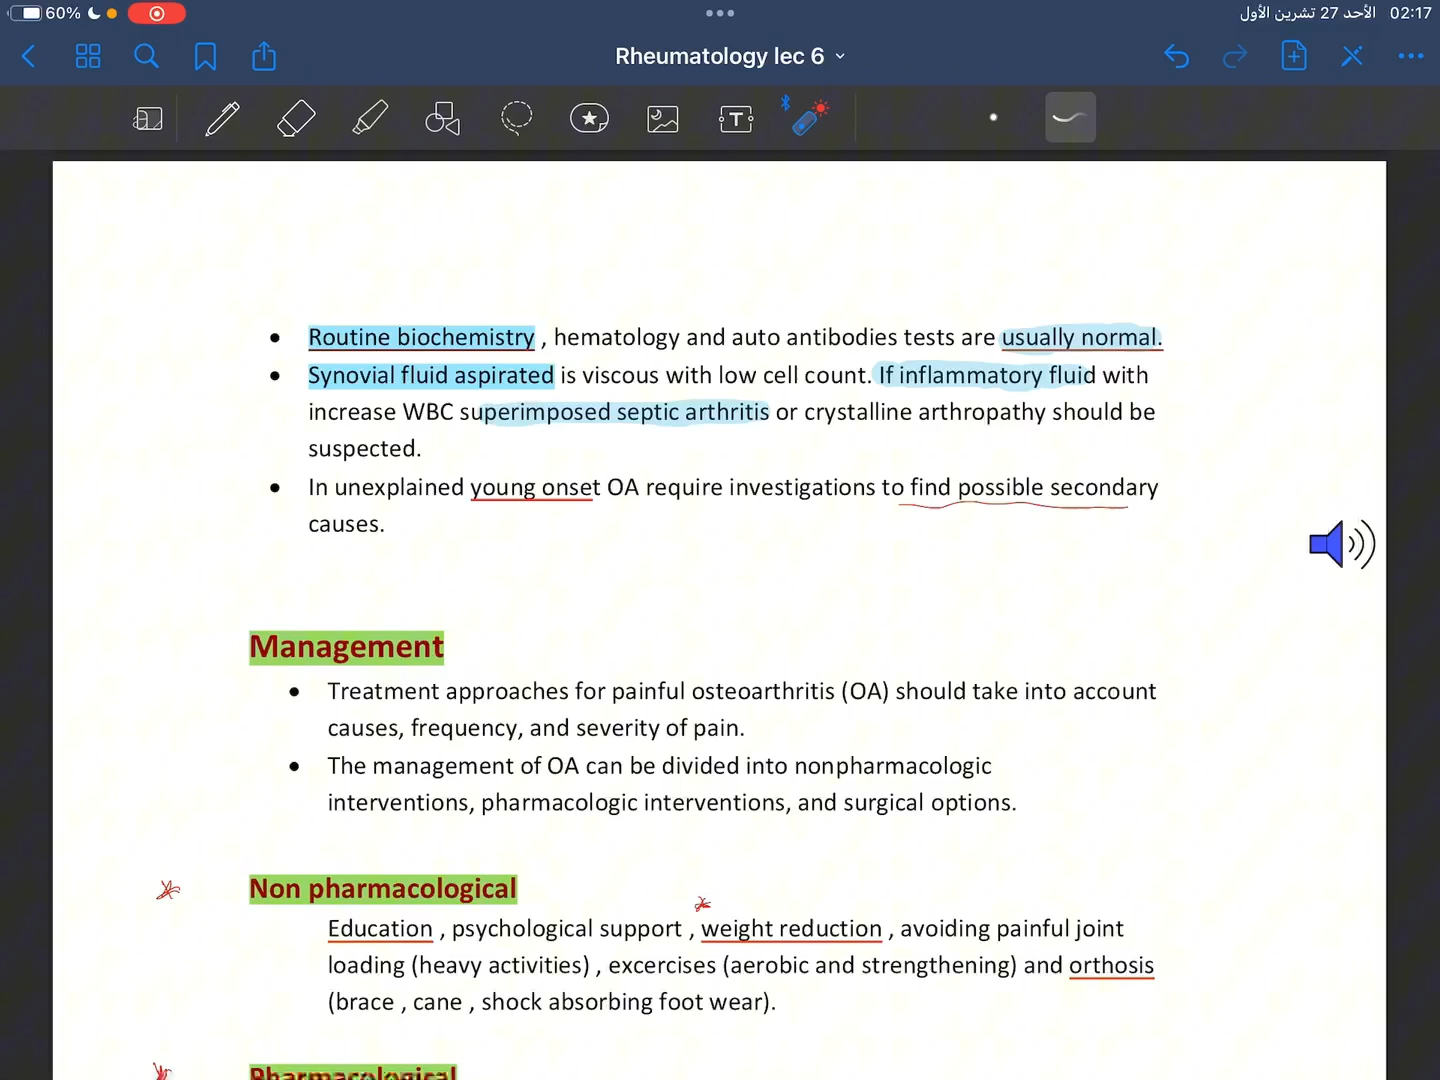 60%
02:17 الأحد 27 تشرين الأول
Rheumatology lec 6
T
Routine biochemistry , hematology and auto antibodies tests are usually normal.
Synovial fluid aspirated is viscous with low cell count. If inflammatory fluid with
increase WBC superimposed septic arthritis or crystalline arthropathy should be
suspected.
In unexplained young onset OA require investigations to find possible secondary
causes.
Management
Treatment approaches for painful osteoarthritis (OA) should take into account
causes, frequency, and severity of pain.
The management of OA can be divided into nonpharmacologic
interventions, pharmacologic interventions, and surgical options.
Non pharmacological
Education , psychological support , weight reduction , avoiding painful joint
loading (heavy activities) , excercises (aerobic and strengthening) and orthosis
(brace , cane , shock absorbing foot wear).
Pharmacological